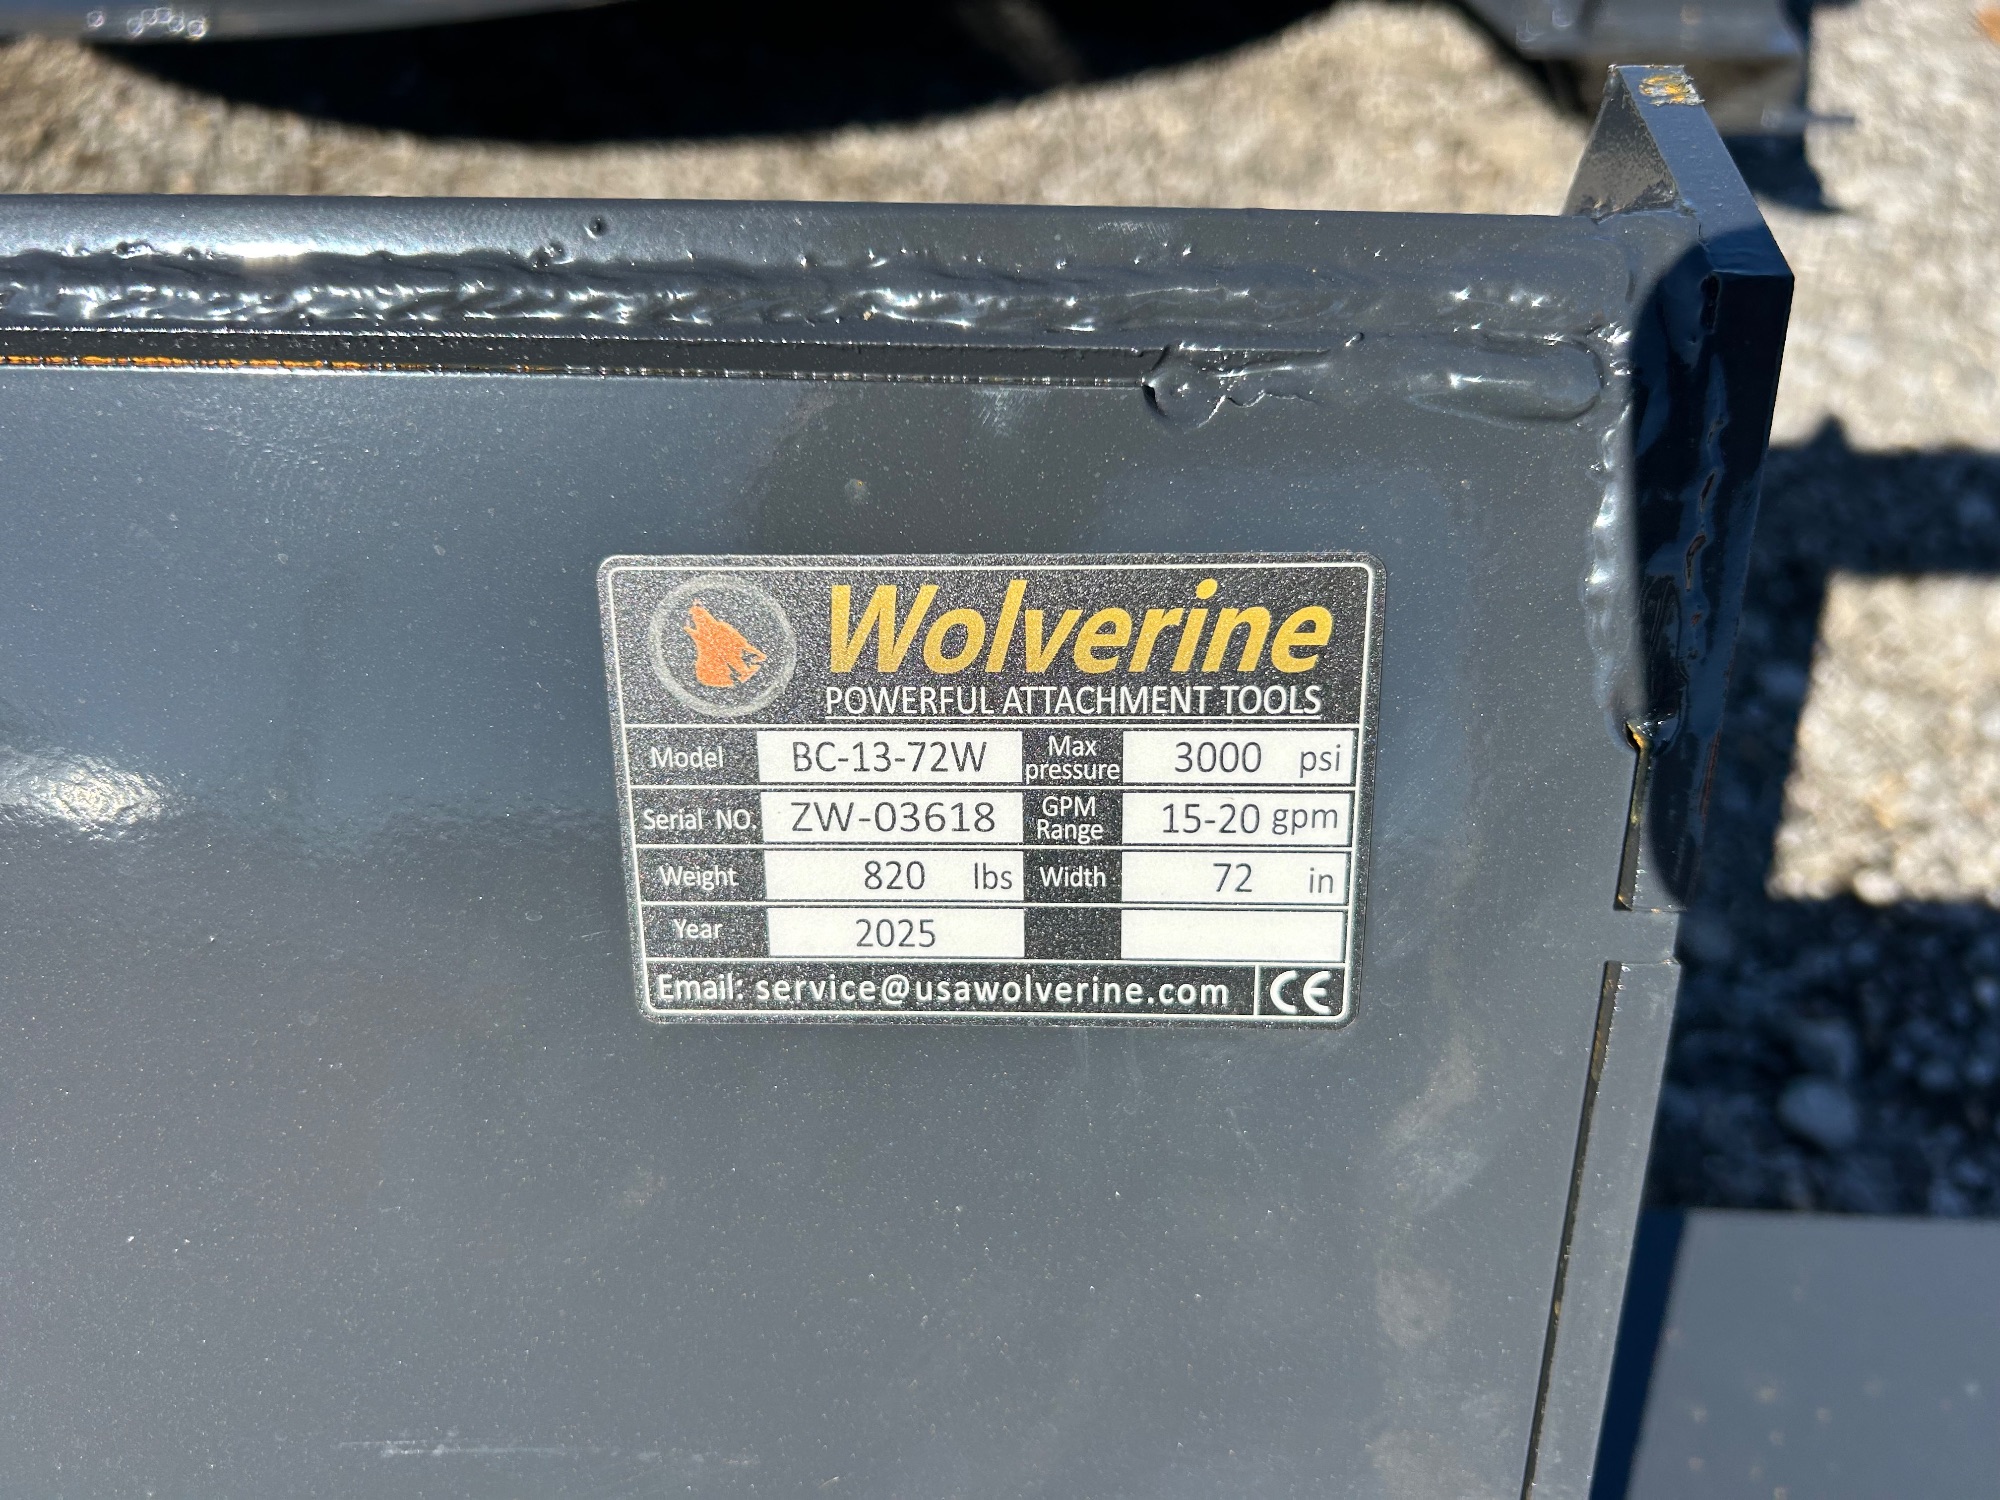 Wolverine
POWERFUL ATTACHMENT TOOLS
Model BC-13-72W Max pressure 3000 psi
Serial NO. ZW-03618 GPM Range 15-20 gpm
Weight 820 lbs Width 72 in
Year 2025
Email: service@usawolverine.com CE